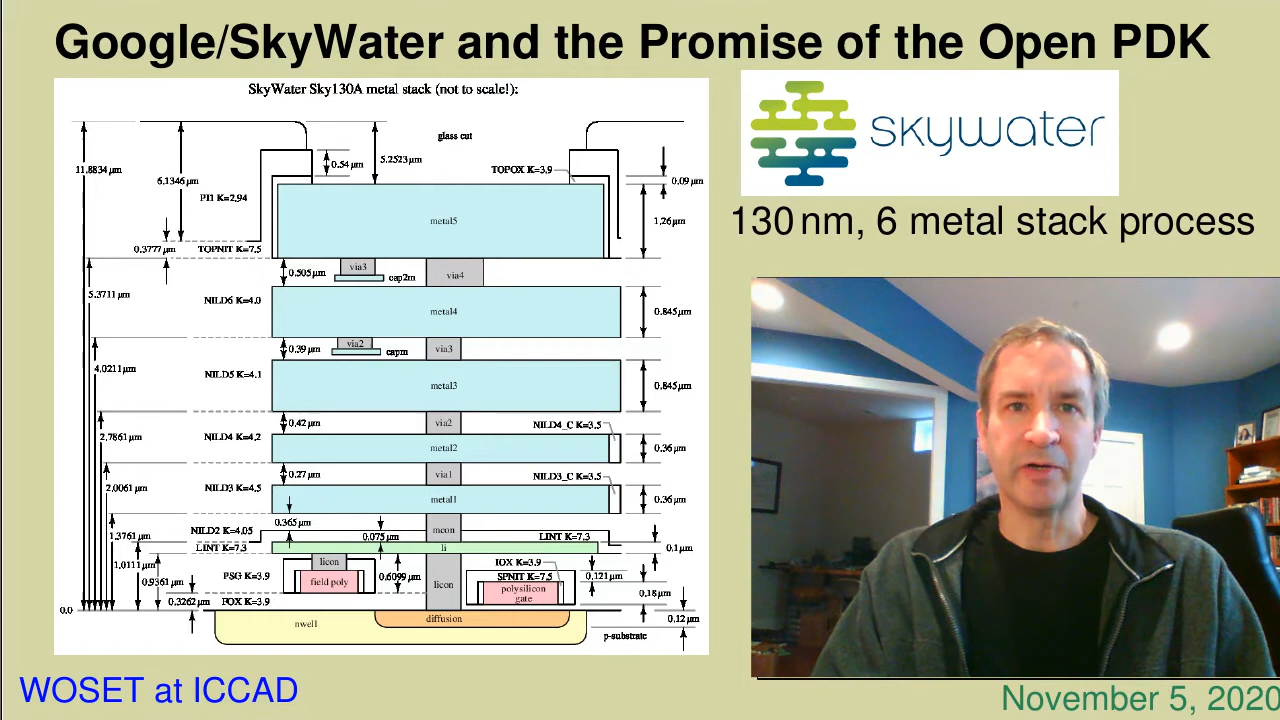 Google/SkyWater and the Promise of the Open PDK
SkyWater Sky130A metal stack (not to scale!):
glass cut
11.8834 µm
6.1346 µm
0.54 µm
5.2523 µm
TOPOX K=3.9
0.09 µm
PI1 K=2.94
metal5
1.26 µm
0.3777 µm
TOPNIT K=7.5
0.505 µm
via3
cap2m
via4
5.3711 µm
NILD6 K=4.0
metal4
0.845 µm
0.39 µm
via2
capm
via3
4.0211 µm
NILD5 K=4.1
metal3
0.845 µm
0.42 µm
via2
NILD4_C K=3.5
2.7861 µm
NILD4 K=4.2
metal2
0.36 µm
0.27 µm
via1
NILD3_C K=3.5
2.0061 µm
NILD3 K=4.5
metal1
0.36 µm
0.365 µm
1.3761 µm
NILD2 K=4.05
0.075 µm
mcon
LINT K=7.3
LINT K=7.3
li
0.1 µm
1.0111 µm
licon
IOX K=3.9
0.9361 µm
PSG K=3.9
field poly
0.6099 µm
licon
SPNIT K=7.5
0.121 µm
polysilicon
gate
0.18 µm
0.3262 µm
FOX K=3.9
0.0
diffusion
0.12 µm
nwell
p-substrate
skywater
130 nm, 6 metal stack process
WOSET at ICCAD
November 5, 2020